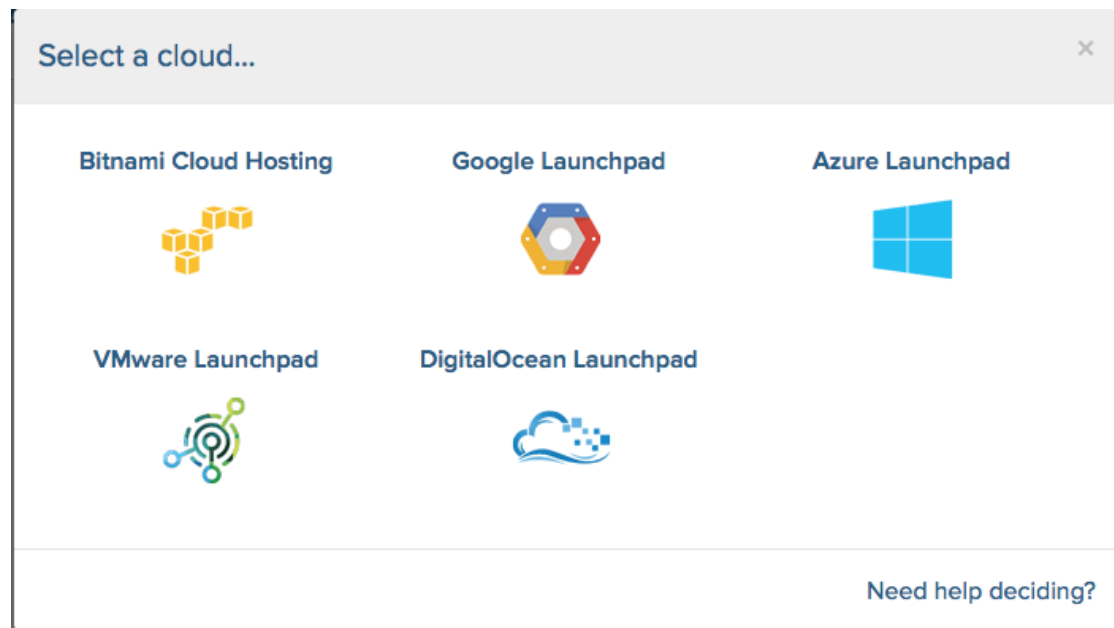 Select a cloud...
×
Bitnami Cloud Hosting
Google Launchpad
Azure Launchpad
VMware Launchpad
DigitalOcean Launchpad
Need help deciding?